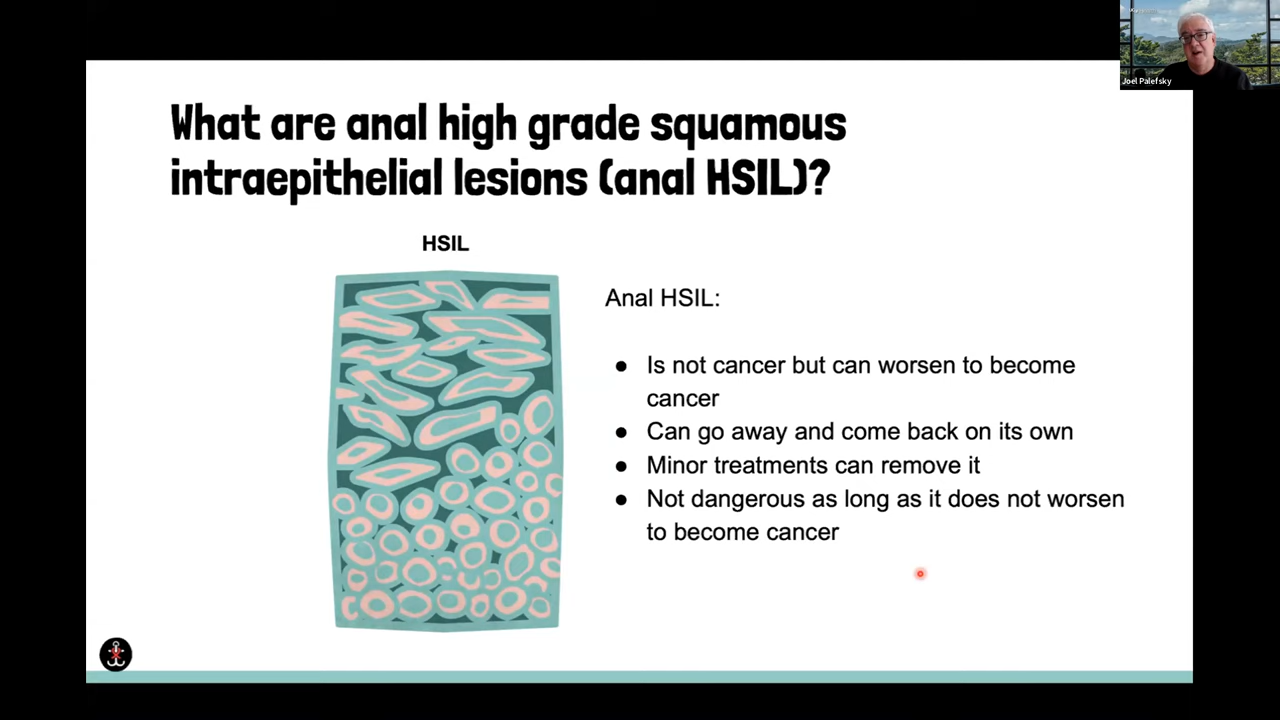 Joel Palefsky
What are anal high grade squamous
intraepithelial lesions (anal HSIL)?
HSIL
Anal HSIL:
● Is not cancer but can worsen to become
cancer
● Can go away and come back on its own
● Minor treatments can remove it
● Not dangerous as long as it does not worsen
to become cancer